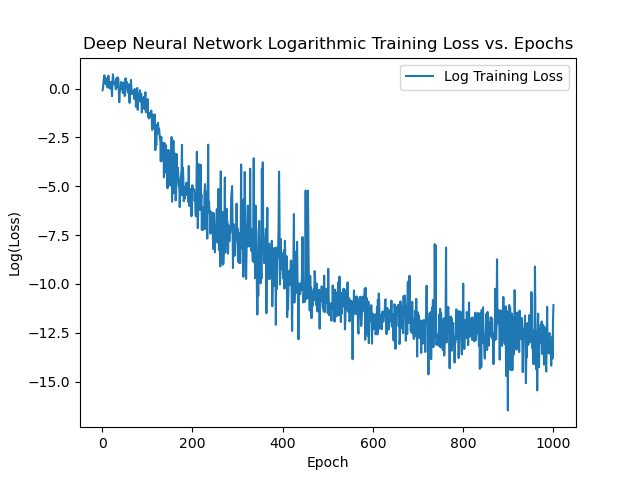 Deep Neural Network Logarithmic Training Loss vs. Epochs
Log Training Loss
0.0
−2.5
−5.0
−7.5
−10.0
−12.5
−15.0
Log(Loss)
0 200 400 600 800 1000
Epoch